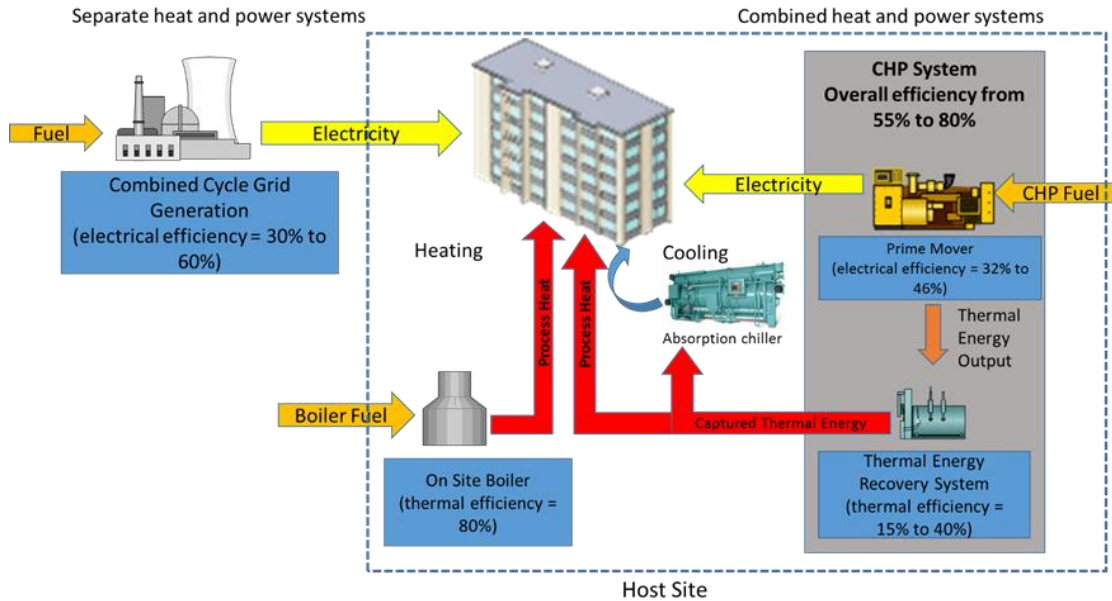 Separate heat and power systems
Combined heat and power systems
CHP System
Overall efficiency from
55% to 80%
Fuel
Electricity
Electricity
CHP Fuel
Combined Cycle Grid
Generation
(electrical efficiency = 30% to
60%)
Prime Mover
(electrical efficiency = 32% to
46%)
Heating
Cooling
Process Heat
Process Heat
Absorption chiller
Thermal
Energy
Output
Boiler Fuel
Captured Thermal Energy
On Site Boiler
(thermal efficiency =
80%)
Thermal Energy
Recovery System
(thermal efficiency =
15% to 40%)
Host Site